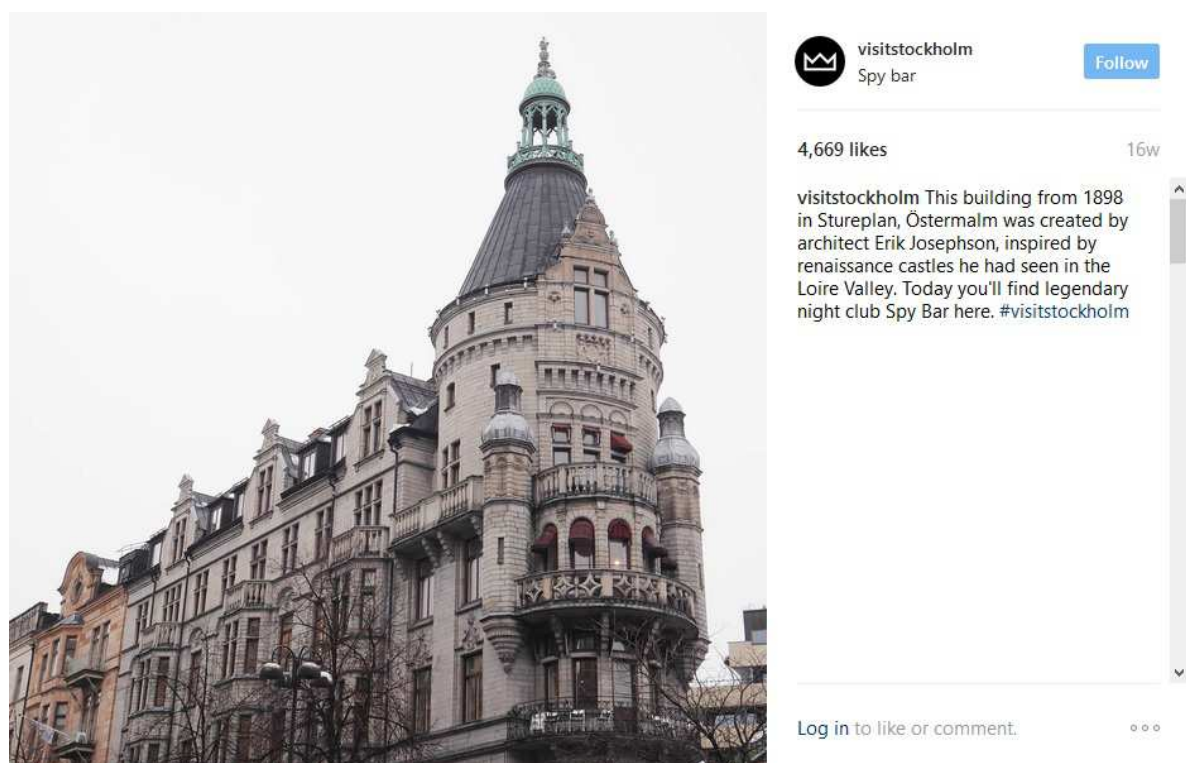 visitstockholm
Spy bar
Follow
4,669 likes
16w
visitstockholm This building from 1898
in Stureplan, Östermalm was created by
architect Erik Josephson, inspired by
renaissance castles he had seen in the
Loire Valley. Today you'll find legendary
night club Spy Bar here. #visitstockholm
Log in to like or comment.